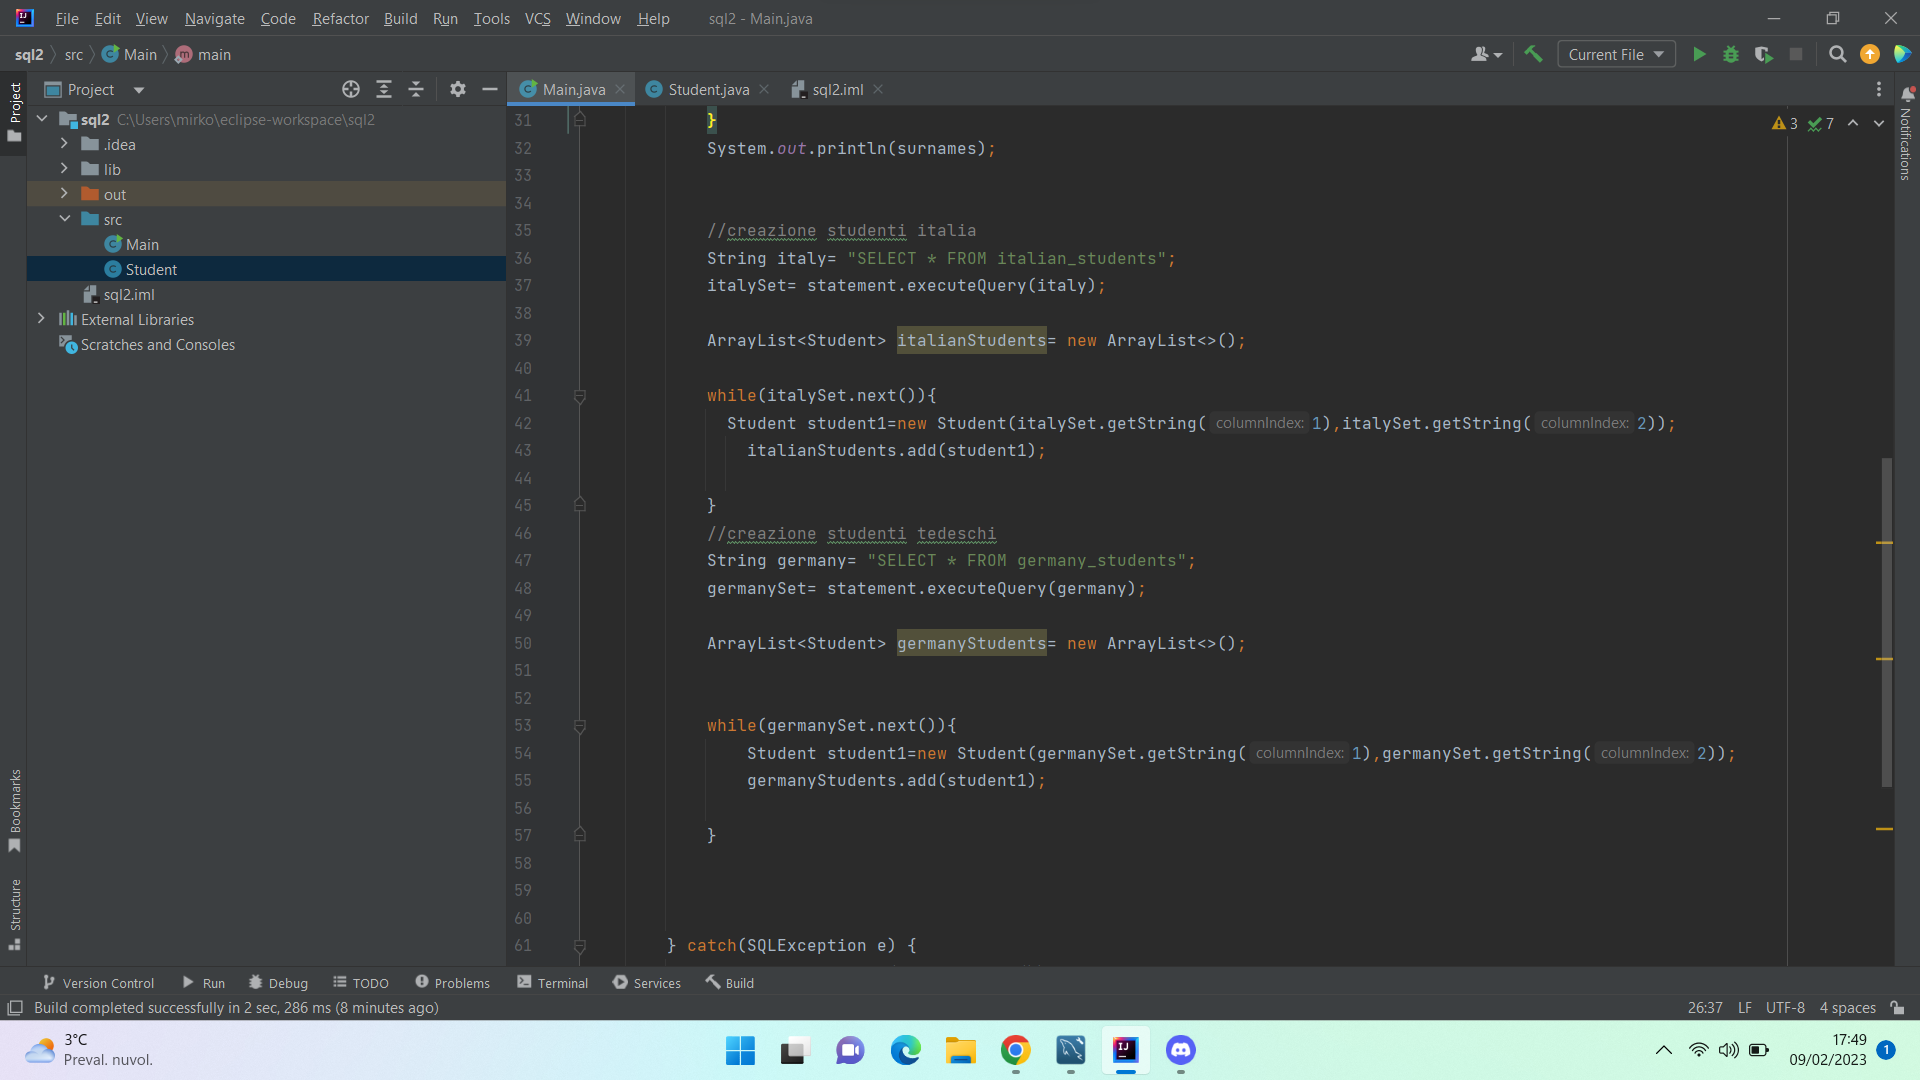 File Edit View Navigate Code Refactor Build Run Tools VCS Window Help sql2 - Main.java
sql2 src Main main
Current File
Project
Main.java
Student.java
sql2.iml
Project
sql2 C:\Users\mirko\eclipse-workspace\sql2
.idea
lib
out
src
Main
Student
sql2.iml
External Libraries
Scratches and Consoles
Bookmarks
Structure
Notifications
3 7
31 }
32 System.out.println(surnames);
33
34
35 //creazione studenti italia
36 String italy= "SELECT * FROM italian_students";
37 italySet= statement.executeQuery(italy);
38
39 ArrayList<Student> italianStudents= new ArrayList<>();
40
41 while(italySet.next()){
42 Student student1=new Student(italySet.getString( columnIndex: 1),italySet.getString( columnIndex: 2));
43 italianStudents.add(student1);
44
45 }
46 //creazione studenti tedeschi
47 String germany= "SELECT * FROM germany_students";
48 germanySet= statement.executeQuery(germany);
49
50 ArrayList<Student> germanyStudents= new ArrayList<>();
51
52
53 while(germanySet.next()){
54 Student student1=new Student(germanySet.getString( columnIndex: 1),germanySet.getString( columnIndex: 2));
55 germanyStudents.add(student1);
56
57 }
58
59
60
61 } catch(SQLException e) {
Version Control Run Debug TODO Problems Terminal Services Build
Build completed successfully in 2 sec, 286 ms (8 minutes ago)
26:37 LF UTF-8 4 spaces
3°C
Preval. nuvol.
17:49
09/02/2023
1